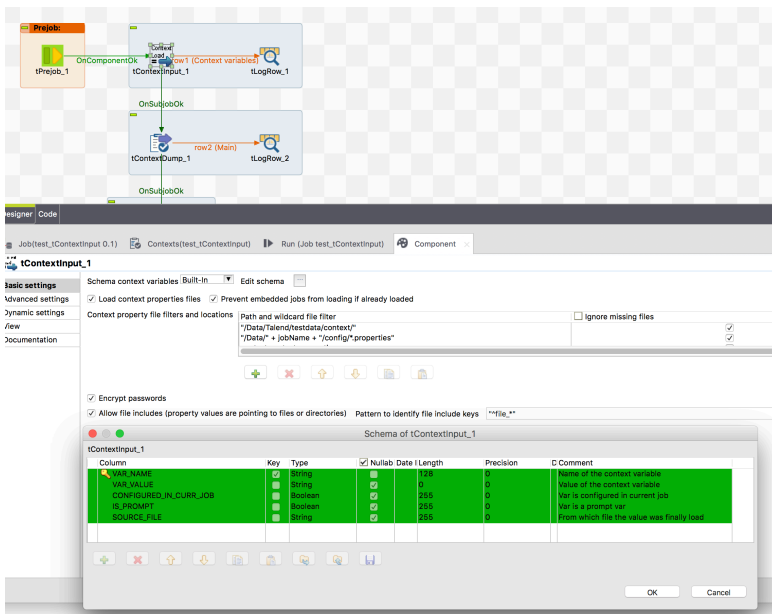 Prejob:
tPrejob_1
OnComponentOk
Context
Load
row1 (Context variables)
tContextInput_1
tLogRow_1
OnSubjobOk
row2 (Main)
tContextDump_1
tLogRow_2
OnSubjobOk
Designer Code
Job(test_tContextInput 0.1) Contexts(test_tContextInput) Run (Job test_tContextInput) Component
tContextInput_1
Basic settings
Advanced settings
Dynamic settings
View
Documentation
Schema context variables Built-In Edit schema
Load context properties files Prevent embedded jobs from loading if already loaded
Context property file filters and locations
Path and wildcard file filter Ignore missing files
"/Data/Talend/testdata/context/"
"/Data/" + jobName + "/config/*.properties"
Encrypt passwords
Allow file includes (property values are pointing to files or directories) Pattern to identify file include keys "^file_*"
Schema of tContextInput_1
tContextInput_1
Column Key Type Nullab Date Length Precision D Comment
VAR_NAME String 128 0 Name of the context variable
VAR_VALUE String 0 0 Value of the context variable
CONFIGURED_IN_CURR_JOB Boolean 255 0 Var is configured in current job
IS_PROMPT Boolean 255 0 Var is a prompt var
SOURCE_FILE String 255 0 From which file the value was finally load
OK Cancel